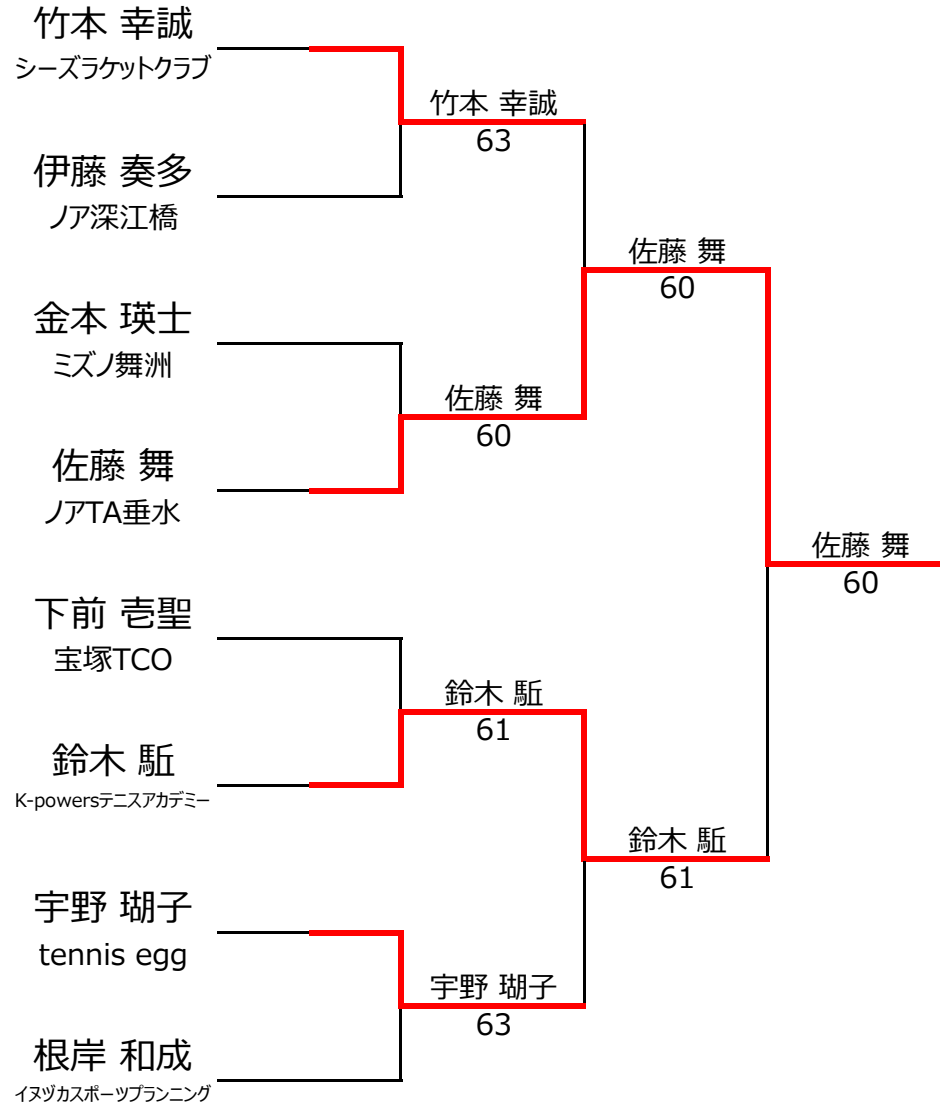 竹本 幸誠
シーズラケットクラブ
伊藤 奏多
ノア深江橋
金本 瑛士
ミズノ舞洲
佐藤 舞
ノアTA垂水
下前 壱聖
宝塚TCO
鈴木 駈
K-powersテニスアカデミー
宇野 瑚子
tennis egg
根岸 和成
イヌヅカスポーツプランニング
竹本 幸誠
63
佐藤 舞
60
鈴木 駈
61
宇野 瑚子
63
佐藤 舞
60
鈴木 駈
61
佐藤 舞
60